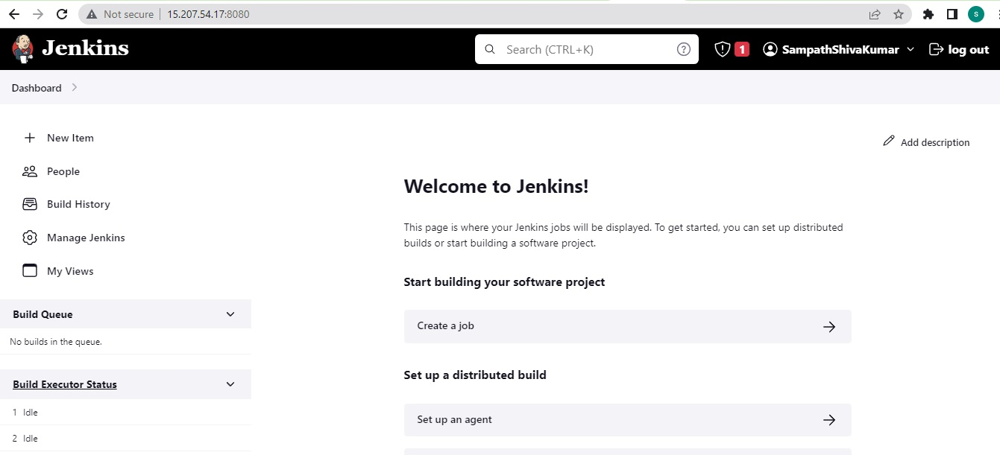 Not secure 15.207.54.17:8080 S
Jenkins Search (CTRL+K) ? 1 SampathShivaKumar log out
Dashboard
New Item
People
Build History
Manage Jenkins
My Views
Build Queue
No builds in the queue.
Build Executor Status
1 Idle
2 Idle
Add description
Welcome to Jenkins!
This page is where your Jenkins jobs will be displayed. To get started, you can set up distributed
builds or start building a software project.
Start building your software project
Create a job
Set up a distributed build
Set up an agent